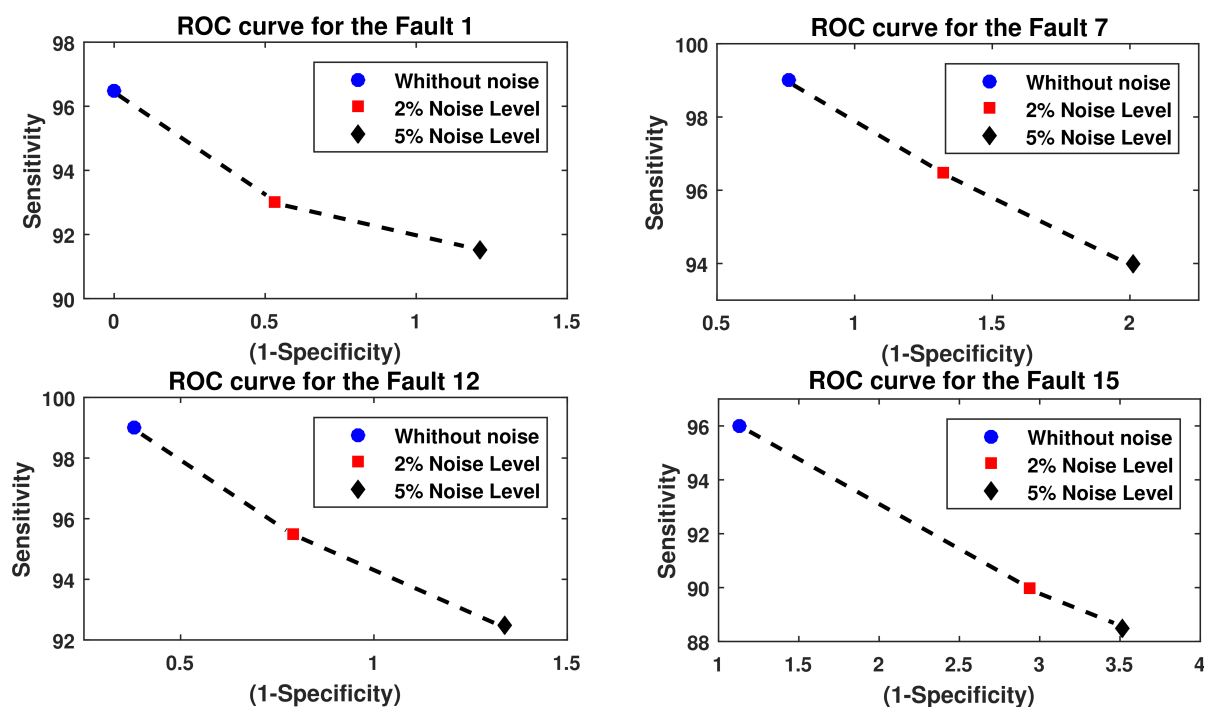 ROC curve for the Fault 1
98
96
94
92
90
Sensitivity
Whithout noise
2% Noise Level
5% Noise Level
0
0.5
1
1.5
(1-Specificity)
ROC curve for the Fault 7
100
98
96
94
Sensitivity
Whithout noise
2% Noise Level
5% Noise Level
0.5
1
1.5
2
(1-Specificity)
ROC curve for the Fault 12
100
98
96
94
92
Sensitivity
Whithout noise
2% Noise Level
5% Noise Level
0.5
1
1.5
(1-Specificity)
ROC curve for the Fault 15
96
94
92
90
88
Sensitivity
Whithout noise
2% Noise Level
5% Noise Level
1
1.5
2
2.5
3
3.5
4
(1-Specificity)